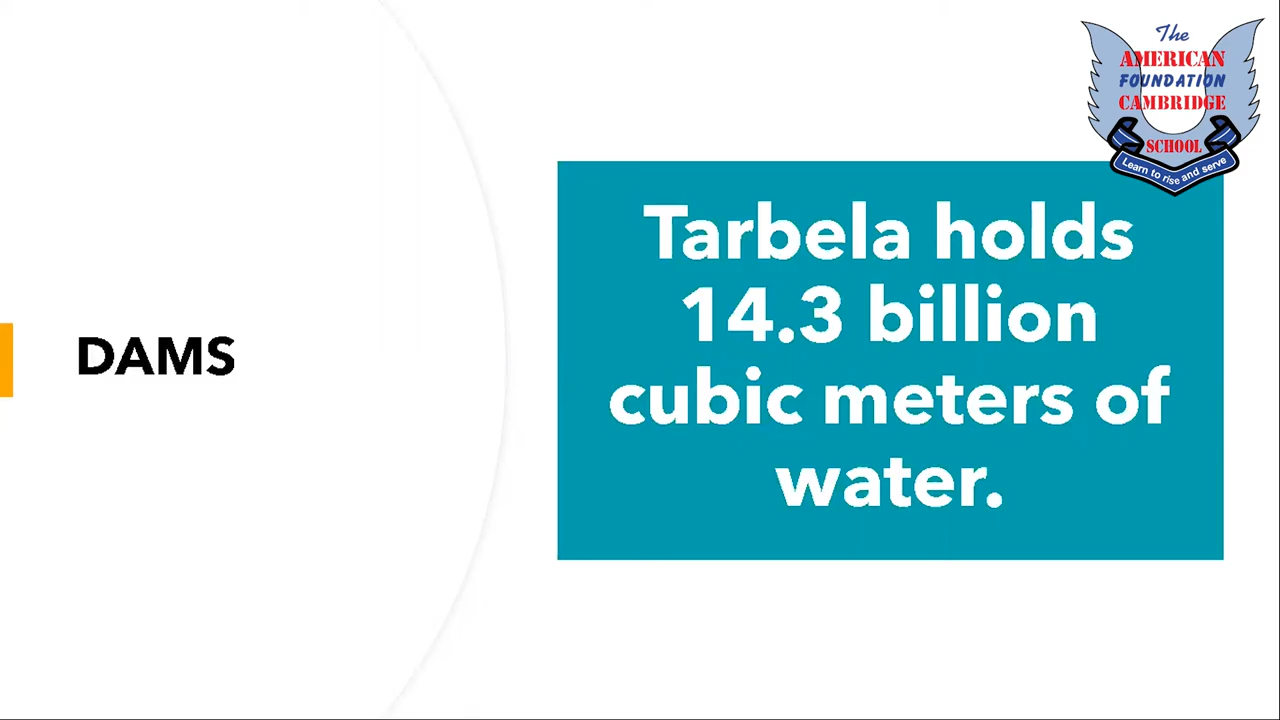 The
AMERICAN
FOUNDATION
CAMBRIDGE
SCHOOL
Learn to rise and serve
DAMS
Tarbela holds
14.3 billion
cubic meters of
water.